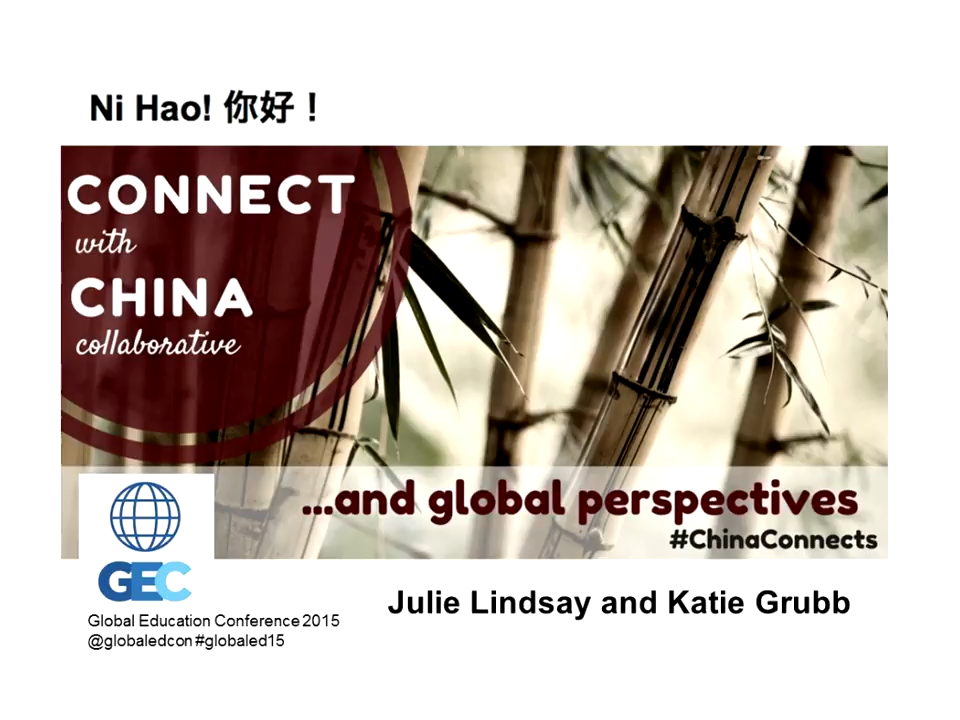 Ni Hao! 你好！
CONNECT
with
CHINA
collaborative
...and global perspectives
#ChinaConnects
GEC
Julie Lindsay and Katie Grubb
Global Education Conference 2015
@globaledcon #globaled15